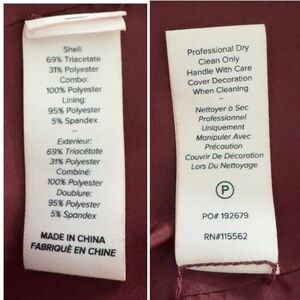 Shell:
69% Triacetate
31% Polyester
Combo:
100% Polyester
Lining:
95% Polyester
5% Spandex
Exterieur:
69% Triacétate
31% Polyester
Combiné:
100% Polyester
Doublure:
95% Polyester
5% Spandex
MADE IN CHINA
FABRIQUÉ EN CHINE
Professional Dry
Clean Only
Handle With Care
Cover Decoration
When Cleaning
Nettoyer à Sec
Professionnel
Uniquement
Manipuler Avec
Précaution
Couvrir De Décoration
Lors Du Nettoyage
P
PO# 192679
RN#115562